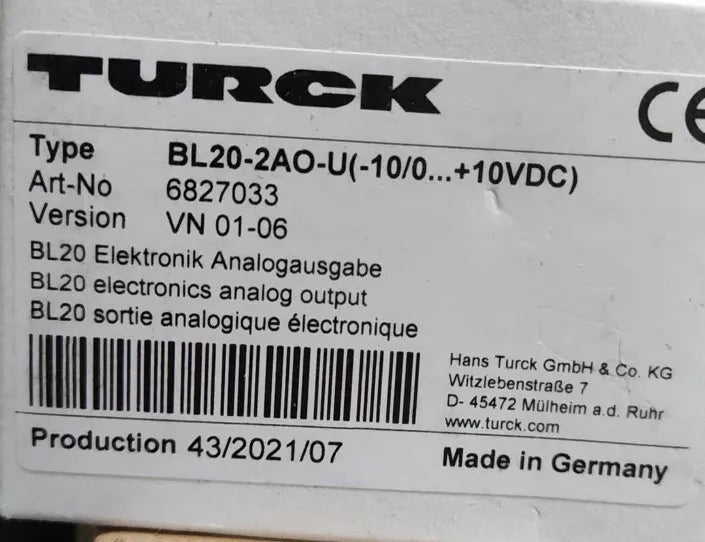 TURCK
CE
Type BL20-2AO-U(-10/0...+10VDC)
Art-No 6827033
Version VN 01-06
BL20 Elektronik Analogausgabe
BL20 electronics analog output
BL20 sortie analogique électronique
Hans Turck GmbH & Co. KG
Witzlebenstraße 7
D- 45472 Mülheim a.d. Ruhr
www.turck.com
Production 43/2021/07
Made in Germany